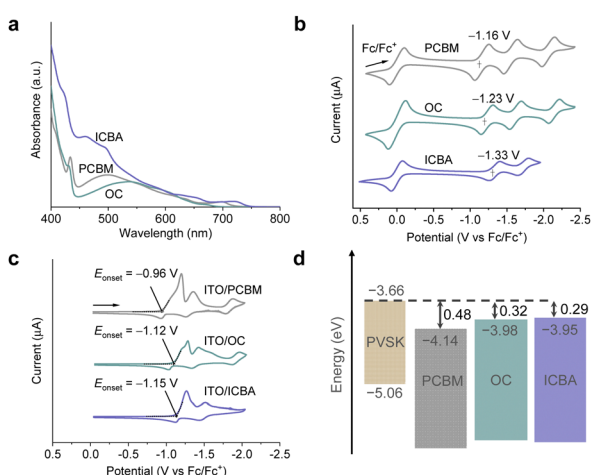 a
Absorbance (a.u.)
ICBA
PCBM
OC
400 500 600 700 800
Wavelength (nm)
b
Current (µA)
Fc/Fc⁺
−1.16 V
PCBM
†
−1.23 V
OC
†
−1.33 V
ICBA
†
0.5 0.0 -0.5 -1.0 -1.5 -2.0 -2.5
Potential (V vs Fc/Fc⁺)
c
Current (µA)
Eonset = −0.96 V
ITO/PCBM
Eonset = −1.12 V
ITO/OC
Eonset = −1.15 V
ITO/ICBA
0.5 0.0 -0.5 -1.0 -1.5 -2.0 -2.5
Potential (V vs Fc/Fc⁺)
d
Energy (eV)
−3.66
PVSK
−5.06
0.48
−4.14
PCBM
0.32
−3.98
OC
0.29
−3.95
ICBA